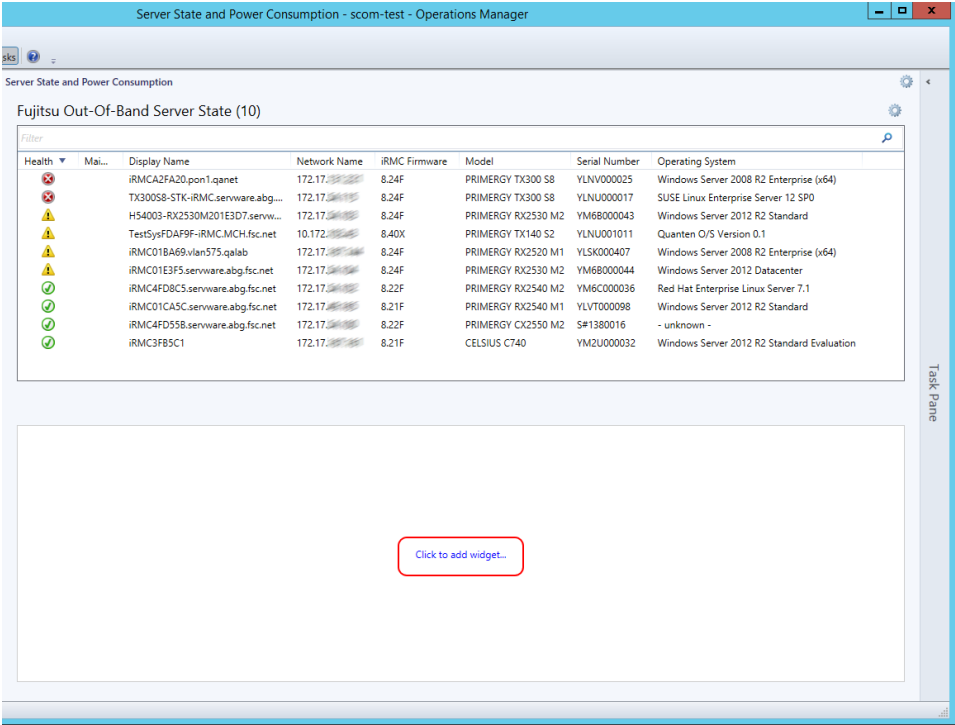 Server State and Power Consumption - scom-test - Operations Manager
sks
Server State and Power Consumption
Fujitsu Out-Of-Band Server State (10)
Filter
Health Mai... Display Name Network Name iRMC Firmware Model Serial Number Operating System
iRMCA2FA20.pon1.qanet 172.17. 8.24F PRIMERGY TX300 S8 YLNV000025 Windows Server 2008 R2 Enterprise (x64)
TX300S8-STK-iRMC.servware.abg.... 172.17. 8.24F PRIMERGY TX300 S8 YLNU000017 SUSE Linux Enterprise Server 12 SP0
H54003-RX2530M201E3D7.servw... 172.17. 8.24F PRIMERGY RX2530 M2 YM6B000043 Windows Server 2012 R2 Standard
TestSysFDAF9F-iRMC.MCH.fsc.net 10.172. 8.40X PRIMERGY TX140 S2 YLNU001011 Quanten O/S Version 0.1
iRMC01BA69.vlan575.qalab 172.17. 8.24F PRIMERGY RX2520 M1 YLSK000407 Windows Server 2008 R2 Enterprise (x64)
iRMC01E3F5.servware.abg.fsc.net 172.17. 8.24F PRIMERGY RX2530 M2 YM6B000044 Windows Server 2012 Datacenter
iRMC4FD8C5.servware.abg.fsc.net 172.17. 8.22F PRIMERGY RX2540 M2 YM6C000036 Red Hat Enterprise Linux Server 7.1
iRMC01CA5C.servware.abg.fsc.net 172.17. 8.21F PRIMERGY RX2540 M1 YLVT000098 Windows Server 2012 R2 Standard
iRMC4FD55B.servware.abg.fsc.net 172.17. 8.22F PRIMERGY CX2550 M2 S#1380016 - unknown -
iRMC3FB5C1 172.17. 8.21F CELSIUS C740 YM2U000032 Windows Server 2012 R2 Standard Evaluation
Task Pane
Click to add widget...